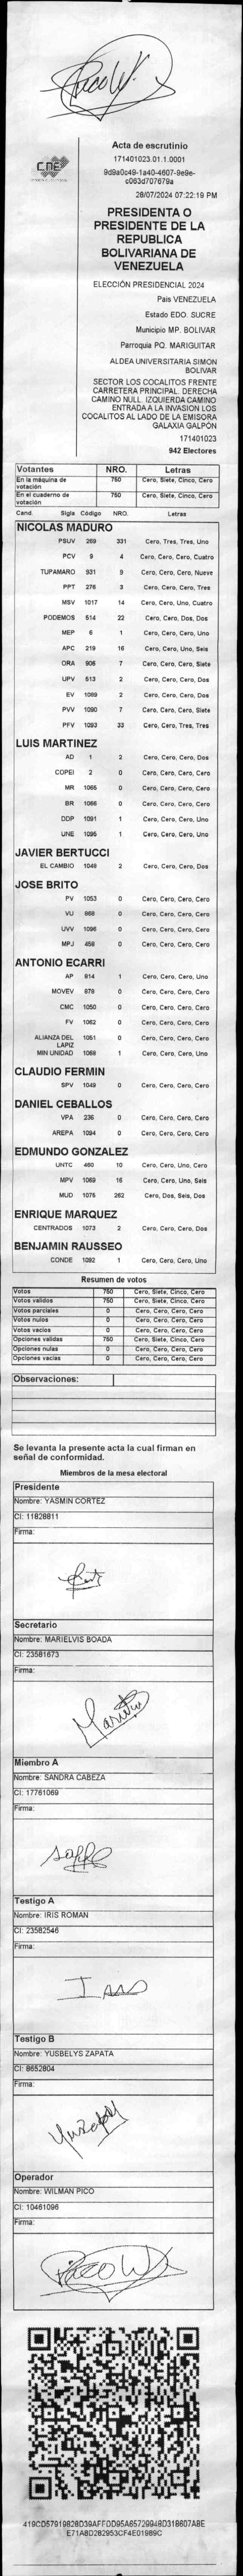 Acta de escrutinio
171401023.01.1.0001
9d9a0c49-1a40-4607-9e9e-
c063d707679a
28/07/2024 07:22:19 PM
CNE
PRESIDENTA O
PRESIDENTE DE LA
REPUBLICA
BOLIVARIANA DE
VENEZUELA
ELECCIÓN PRESIDENCIAL 2024
Pais VENEZUELA
Estado EDO. SUCRE
Municipio MP. BOLIVAR
Parroquia PQ. MARIGUITAR
ALDEA UNIVERSITARIA SIMON
BOLIVAR
SECTOR LOS COCALITOS FRENTE
CARRETERA PRINCIPAL. DERECHA
CAMINO NULL. IZQUIERDA CAMINO
ENTRADA A LA INVASION LOS
COCALITOS AL LADO DE LA EMISORA
GALAXIA GALPÓN
171401023
942 Electores
Votantes NRO. Letras
En la máquina de votación 750 Cero, Siete, Cinco, Cero
En el cuaderno de votación 750 Cero, Siete, Cinco, Cero
Cand. Sigla Código NRO. Letras
NICOLAS MADURO
PSUV 269 331 Cero, Tres, Tres, Uno
PCV 9 4 Cero, Cero, Cero, Cuatro
TUPAMARO 931 9 Cero, Cero, Cero, Nueve
PPT 276 3 Cero, Cero, Cero, Tres
MSV 1017 14 Cero, Cero, Uno, Cuatro
PODEMOS 514 22 Cero, Cero, Dos, Dos
MEP 6 1 Cero, Cero, Cero, Uno
APC 219 16 Cero, Cero, Uno, Seis
ORA 906 7 Cero, Cero, Cero, Siete
UPV 513 2 Cero, Cero, Cero, Dos
EV 1089 2 Cero, Cero, Cero, Dos
PVV 1090 7 Cero, Cero, Cero, Siete
PFV 1093 33 Cero, Cero, Tres, Tres
LUIS MARTINEZ
AD 1 2 Cero, Cero, Cero, Dos
COPEI 2 0 Cero, Cero, Cero, Cero
MR 1065 0 Cero, Cero, Cero, Cero
BR 1066 0 Cero, Cero, Cero, Cero
DDP 1091 1 Cero, Cero, Cero, Uno
UNE 1095 1 Cero, Cero, Cero, Uno
JAVIER BERTUCCI
EL CAMBIO 1048 2 Cero, Cero, Cero, Dos
JOSE BRITO
PV 1053 0 Cero, Cero, Cero, Cero
VU 868 0 Cero, Cero, Cero, Cero
UVV 1096 0 Cero, Cero, Cero, Cero
MPJ 458 0 Cero, Cero, Cero, Cero
ANTONIO ECARRI
AP 814 1 Cero, Cero, Cero, Uno
MOVEV 879 0 Cero, Cero, Cero, Cero
CMC 1050 0 Cero, Cero, Cero, Cero
FV 1062 0 Cero, Cero, Cero, Cero
ALIANZA DEL LAPIZ 1051 0 Cero, Cero, Cero, Cero
MIN UNIDAD 1068 1 Cero, Cero, Cero, Uno
CLAUDIO FERMIN
SPV 1049 0 Cero, Cero, Cero, Cero
DANIEL CEBALLOS
VPA 236 0 Cero, Cero, Cero, Cero
AREPA 1094 0 Cero, Cero, Cero, Cero
EDMUNDO GONZALEZ
UNTC 460 10 Cero, Cero, Uno, Cero
MPV 1069 16 Cero, Cero, Uno, Seis
MUD 1075 262 Cero, Dos, Seis, Dos
ENRIQUE MARQUEZ
CENTRADOS 1073 2 Cero, Cero, Cero, Dos
BENJAMIN RAUSSEO
CONDE 1092 1 Cero, Cero, Cero, Uno
Resumen de votos
Votos 750 Cero, Siete, Cinco, Cero
Votos validos 750 Cero, Siete, Cinco, Cero
Votos parciales 0 Cero, Cero, Cero, Cero
Votos nulos 0 Cero, Cero, Cero, Cero
Votos vacios 0 Cero, Cero, Cero, Cero
Opciones validas 750 Cero, Siete, Cinco, Cero
Opciones nulas 0 Cero, Cero, Cero, Cero
Opciones vacias 0 Cero, Cero, Cero, Cero
Observaciones:
Se levanta la presente acta la cual firman en
señal de conformidad.
Miembros de la mesa electoral
Presidente
Nombre: YASMIN CORTEZ
CI: 11828811
Firma:
Secretario
Nombre: MARIELVIS BOADA
CI: 23581673
Firma:
Miembro A
Nombre: SANDRA CABEZA
CI: 17761069
Firma:
Testigo A
Nombre: IRIS ROMAN
CI: 23582546
Firma:
Testigo B
Nombre: YUSBELYS ZAPATA
CI: 8652804
Firma:
Operador
Nombre: WILMAN PICO
CI: 10461096
Firma:
419CD57919828D39AFFDD95A65729948D318607ABE
E71A8D282953CF4E01989C